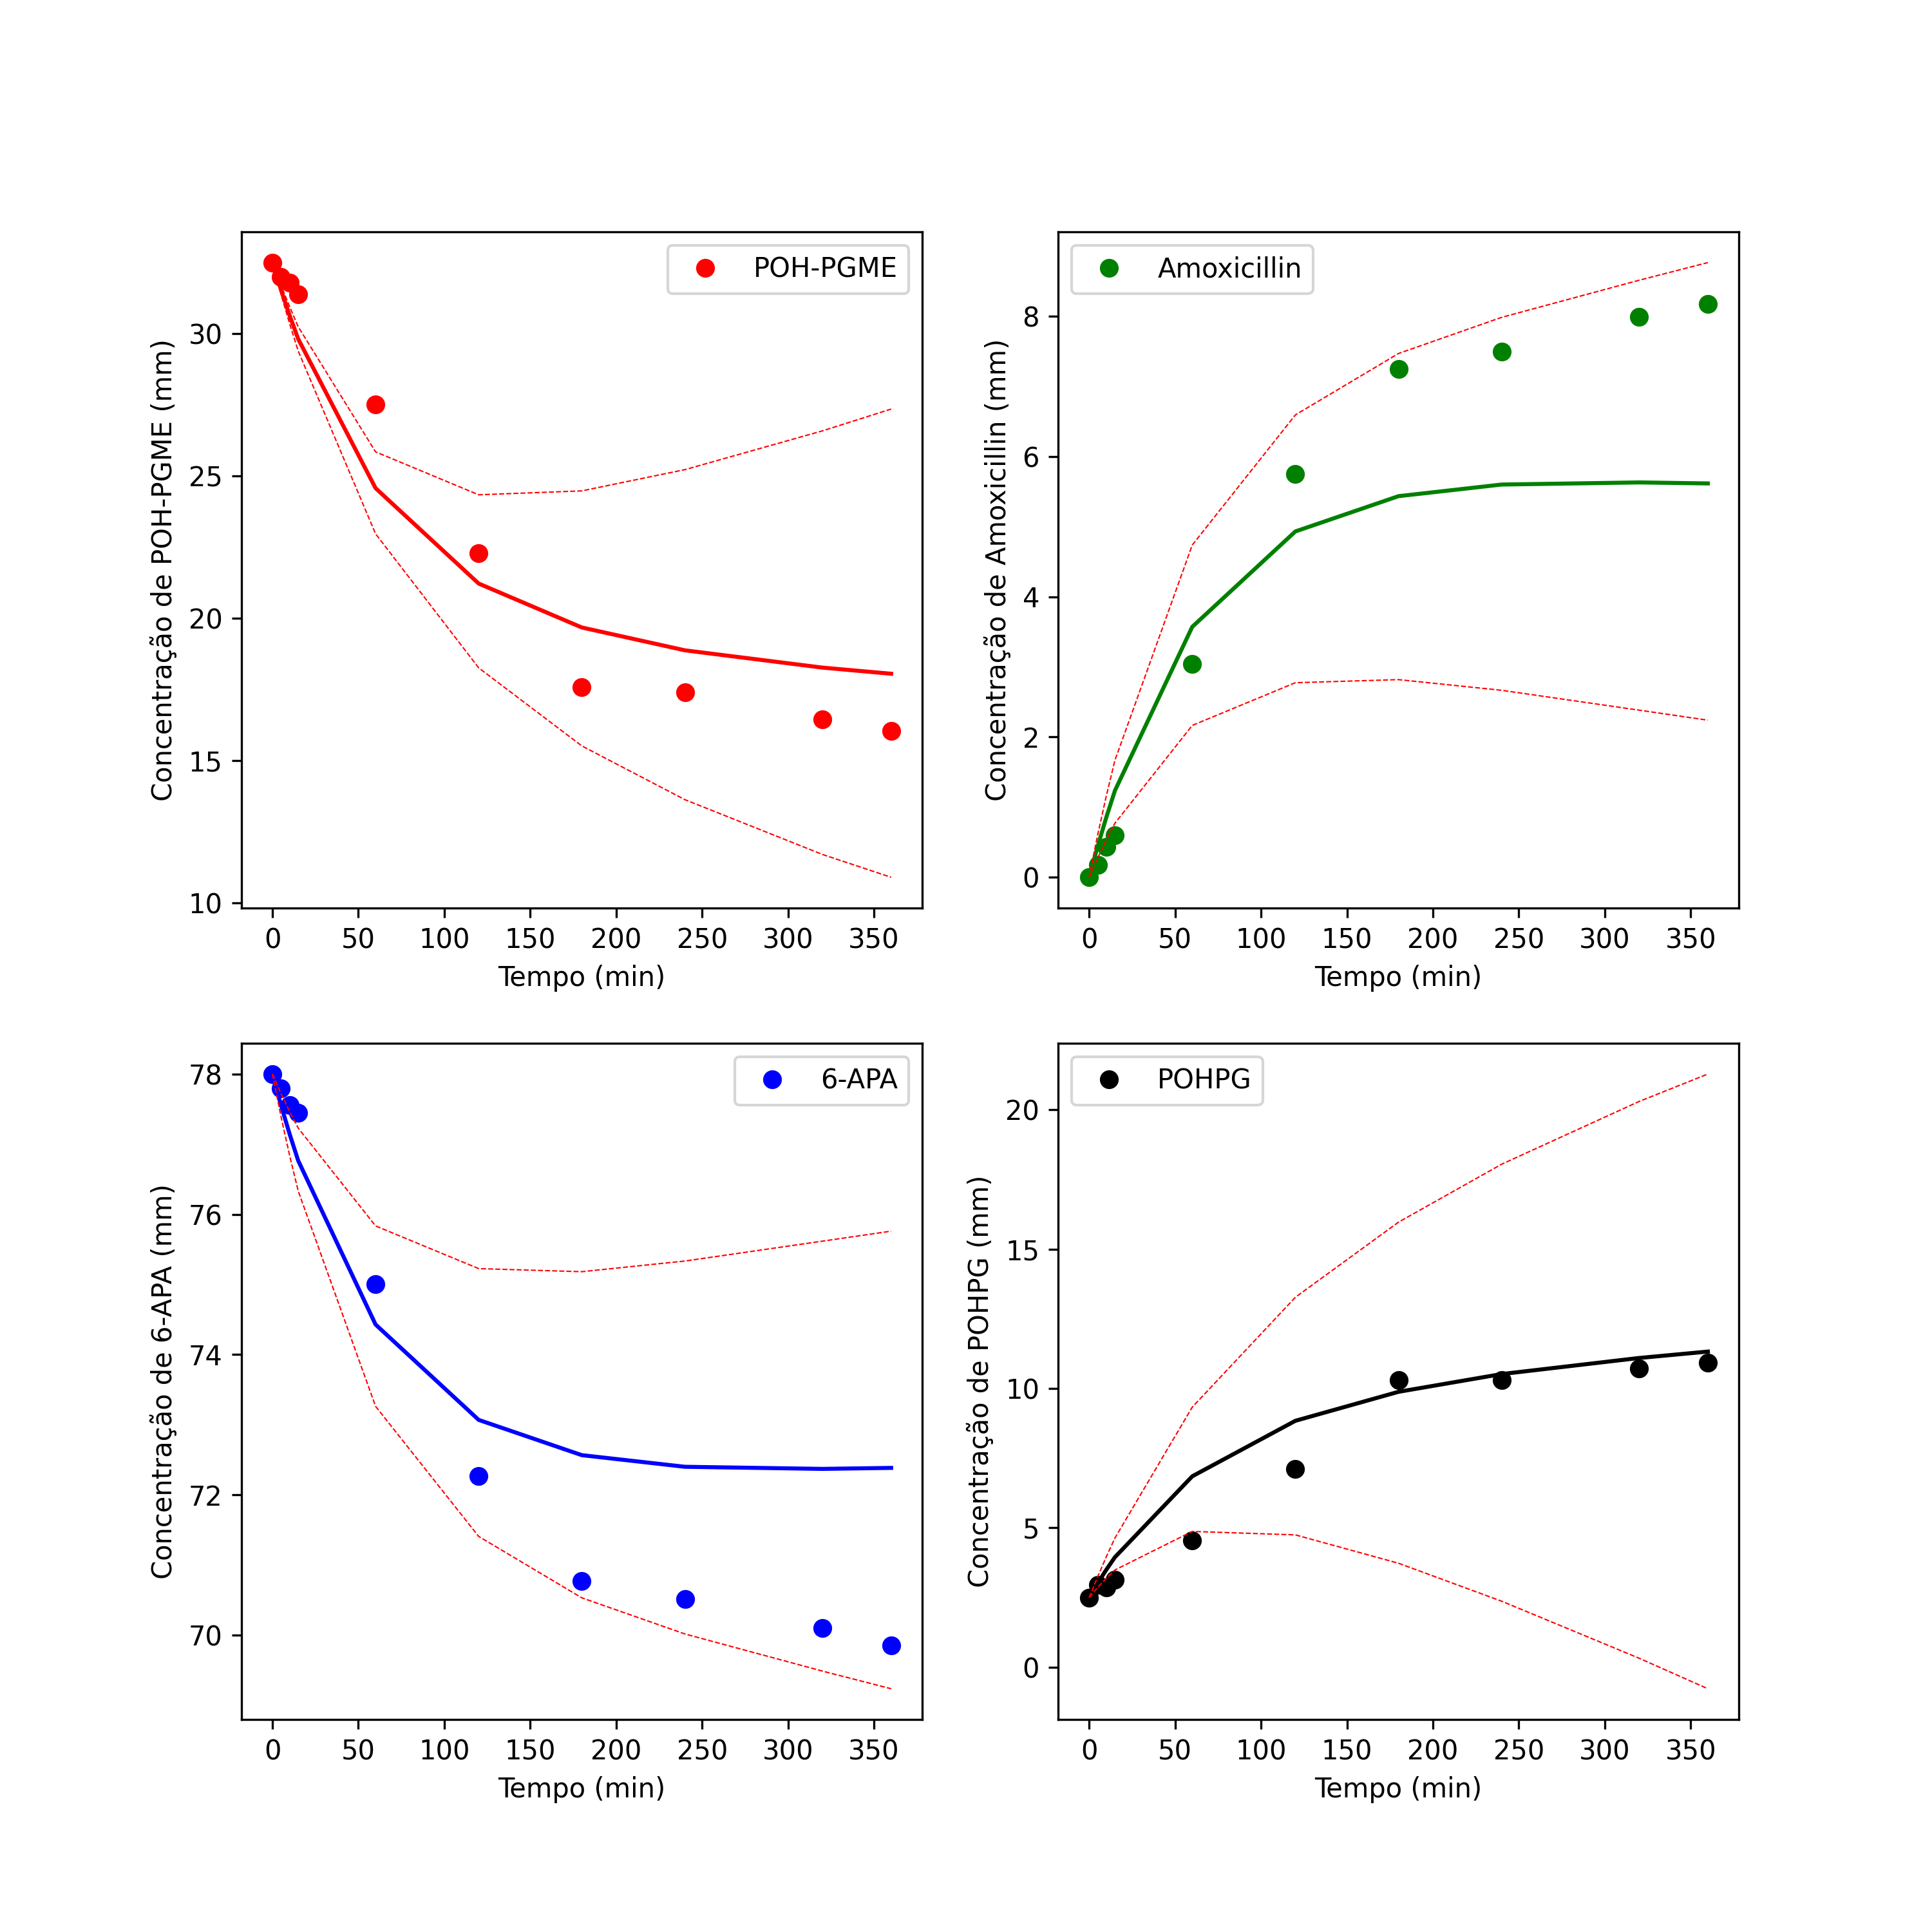 POH-PGME
Concentração de POH-PGME (mm)
30
25
20
15
10
0 50 100 150 200 250 300 350
Tempo (min)
Amoxicillin
Concentração de Amoxicillin (mm)
8
6
4
2
0
0 50 100 150 200 250 300 350
Tempo (min)
6-APA
Concentração de 6-APA (mm)
78
76
74
72
70
0 50 100 150 200 250 300 350
Tempo (min)
POHPG
Concentração de POHPG (mm)
20
15
10
5
0
0 50 100 150 200 250 300 350
Tempo (min)